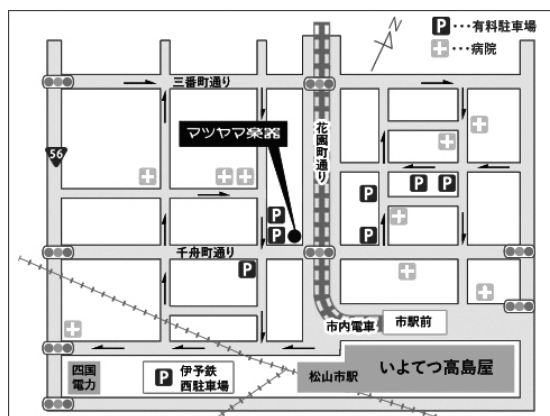 N
P・・・有料駐車場
・・・病院
三番町通り
マツヤマ楽器
花園町通り
56
P
P
P
P
P
P
千舟町通り
P
市内電車
市駅前
いよてつ高島屋
松山市駅
四国
電力
P
伊予鉄
西駐車場